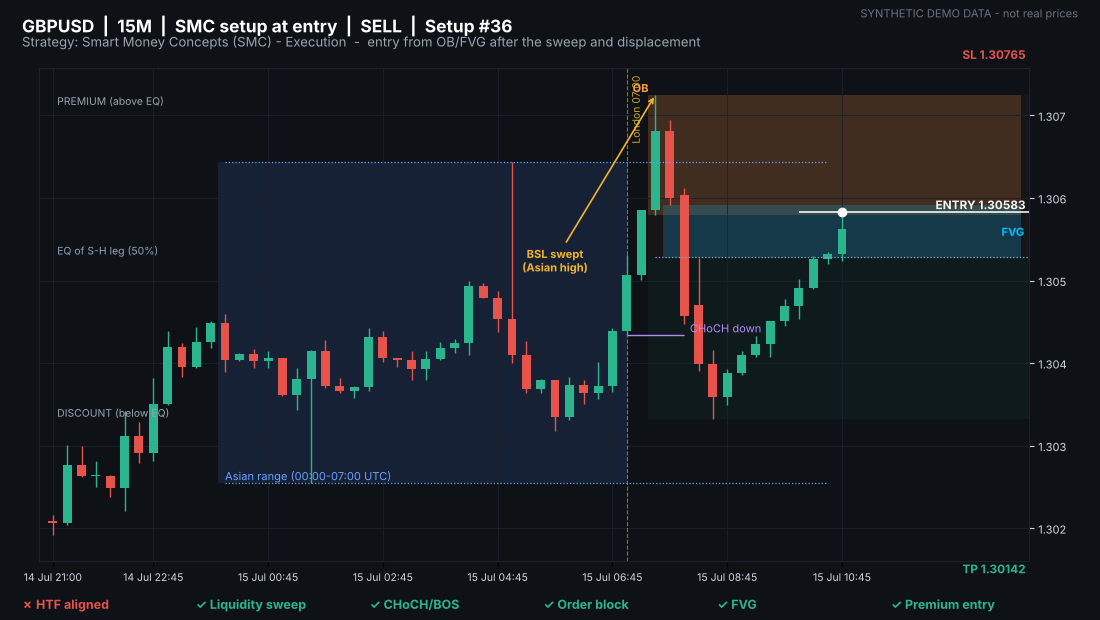 GBPUSD | 15M | SMC setup at entry | SELL | Setup #36
SYNTHETIC DEMO DATA - not real prices
Strategy: Smart Money Concepts (SMC) - Execution - entry from OB/FVG after the sweep and displacement
SL 1.30765
PREMIUM (above EQ)
London 07:00
OB
1.307
1.306
ENTRY 1.30583
FVG
EQ of S-H leg (50%)
BSL swept
(Asian high)
1.305
CHoCH down
1.304
DISCOUNT (below EQ)
1.303
Asian range (00:00-07:00 UTC)
1.302
TP 1.30142
14 Jul 21:00
14 Jul 22:45
15 Jul 00:45
15 Jul 02:45
15 Jul 04:45
15 Jul 06:45
15 Jul 08:45
15 Jul 10:45
× HTF aligned
✓ Liquidity sweep
✓ CHoCH/BOS
✓ Order block
✓ FVG
✓ Premium entry